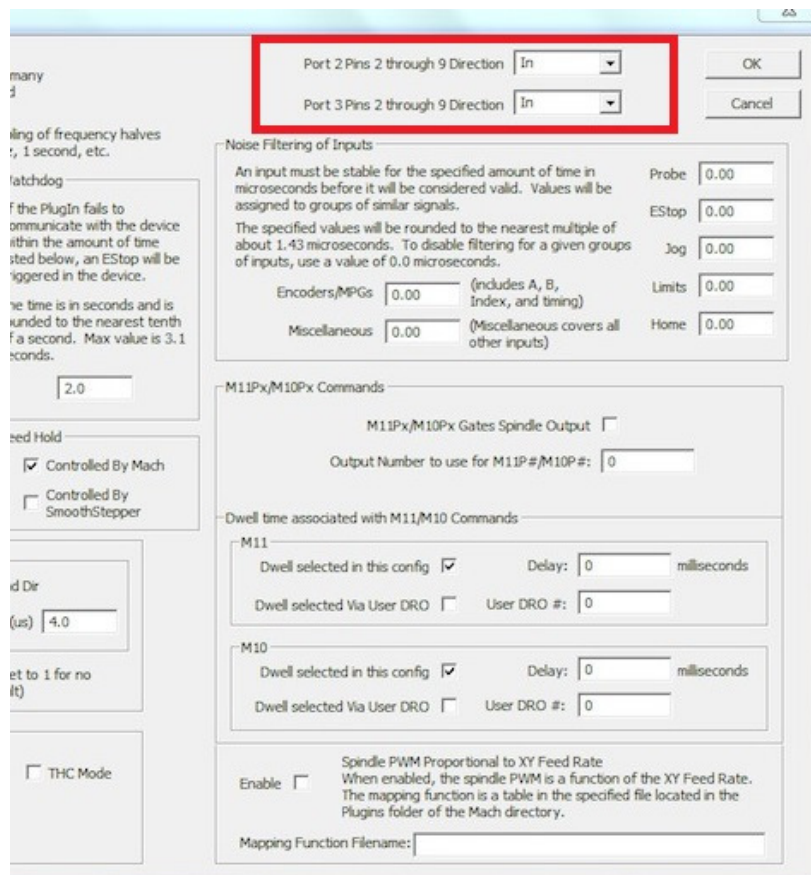 Port 2 Pins 2 through 9 Direction In
OK
Port 3 Pins 2 through 9 Direction In
Cancel
many
d
ling of frequency halves
, 1 second, etc.
Watchdog
f the PlugIn fails to
ommunicate with the device
within the amount of time
sted below, an EStop will be
riggered in the device.
he time is in seconds and is
ounded to the nearest tenth
f a second. Max value is 3.1
econds.
2.0
eed Hold
Controlled By Mach
Controlled By
SmoothStepper
d Dir
(us) 4.0
et to 1 for no
lt)
THC Mode
Noise Filtering of Inputs
An input must be stable for the specified amount of time in
microseconds before it will be considered valid. Values will be
assigned to groups of similar signals.
The specified values will be rounded to the nearest multiple of
about 1.43 microseconds. To disable filtering for a given groups
of inputs, use a value of 0.0 microseconds.
Encoders/MPGs 0.00 (includes A, B,
Index, and timing)
Miscellaneous 0.00 (Miscellaneous covers all
other inputs)
Probe 0.00
EStop 0.00
Jog 0.00
Limits 0.00
Home 0.00
M11Px/M10Px Commands
M11Px/M10Px Gates Spindle Output
Output Number to use for M11P#/M10P#: 0
Dwell time associated with M11/M10 Commands
M11
Dwell selected in this config Delay: 0 milliseconds
Dwell selected Via User DRO User DRO #: 0
M10
Dwell selected in this config Delay: 0 milliseconds
Dwell selected Via User DRO User DRO #: 0
Spindle PWM Proportional to XY Feed Rate
Enable When enabled, the spindle PWM is a function of the XY Feed Rate.
The mapping function is a table in the specified file located in the
Plugins folder of the Mach directory.
Mapping Function Filename: